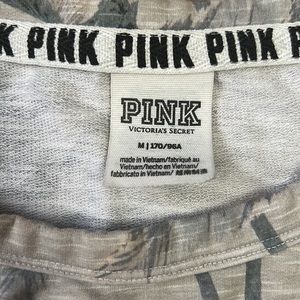 K PINK PINK PINK PINK
PINK
VICTORIA'S SECRET
M | 170/96A
made in Vietnam/fabriqué au
Vietnam/hecho en Vietnam/
fabbricato in Vietnam/